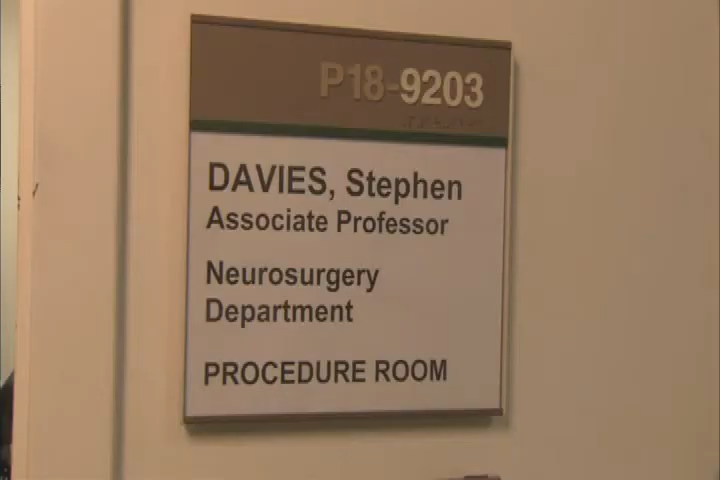 P18-9203
DAVIES, Stephen
Associate Professor
Neurosurgery
Department
PROCEDURE ROOM